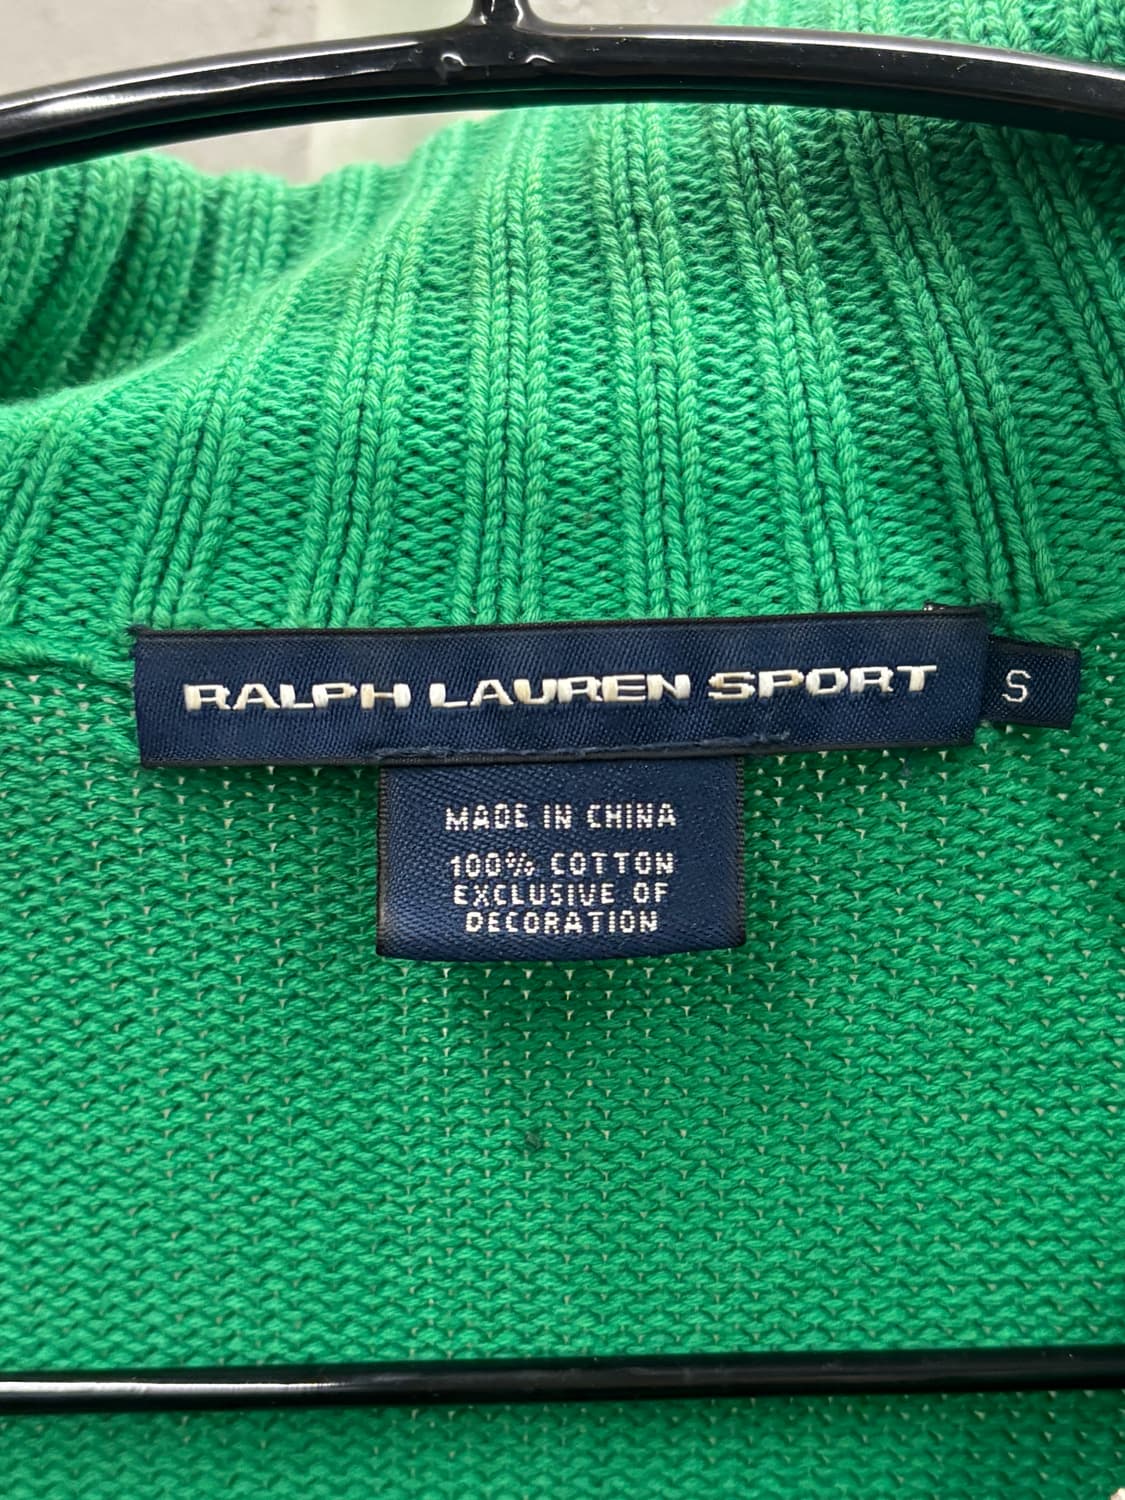 RALPH LAUREN SPORT
S
MADE IN CHINA
100% COTTON
EXCLUSIVE OF
DECORATION